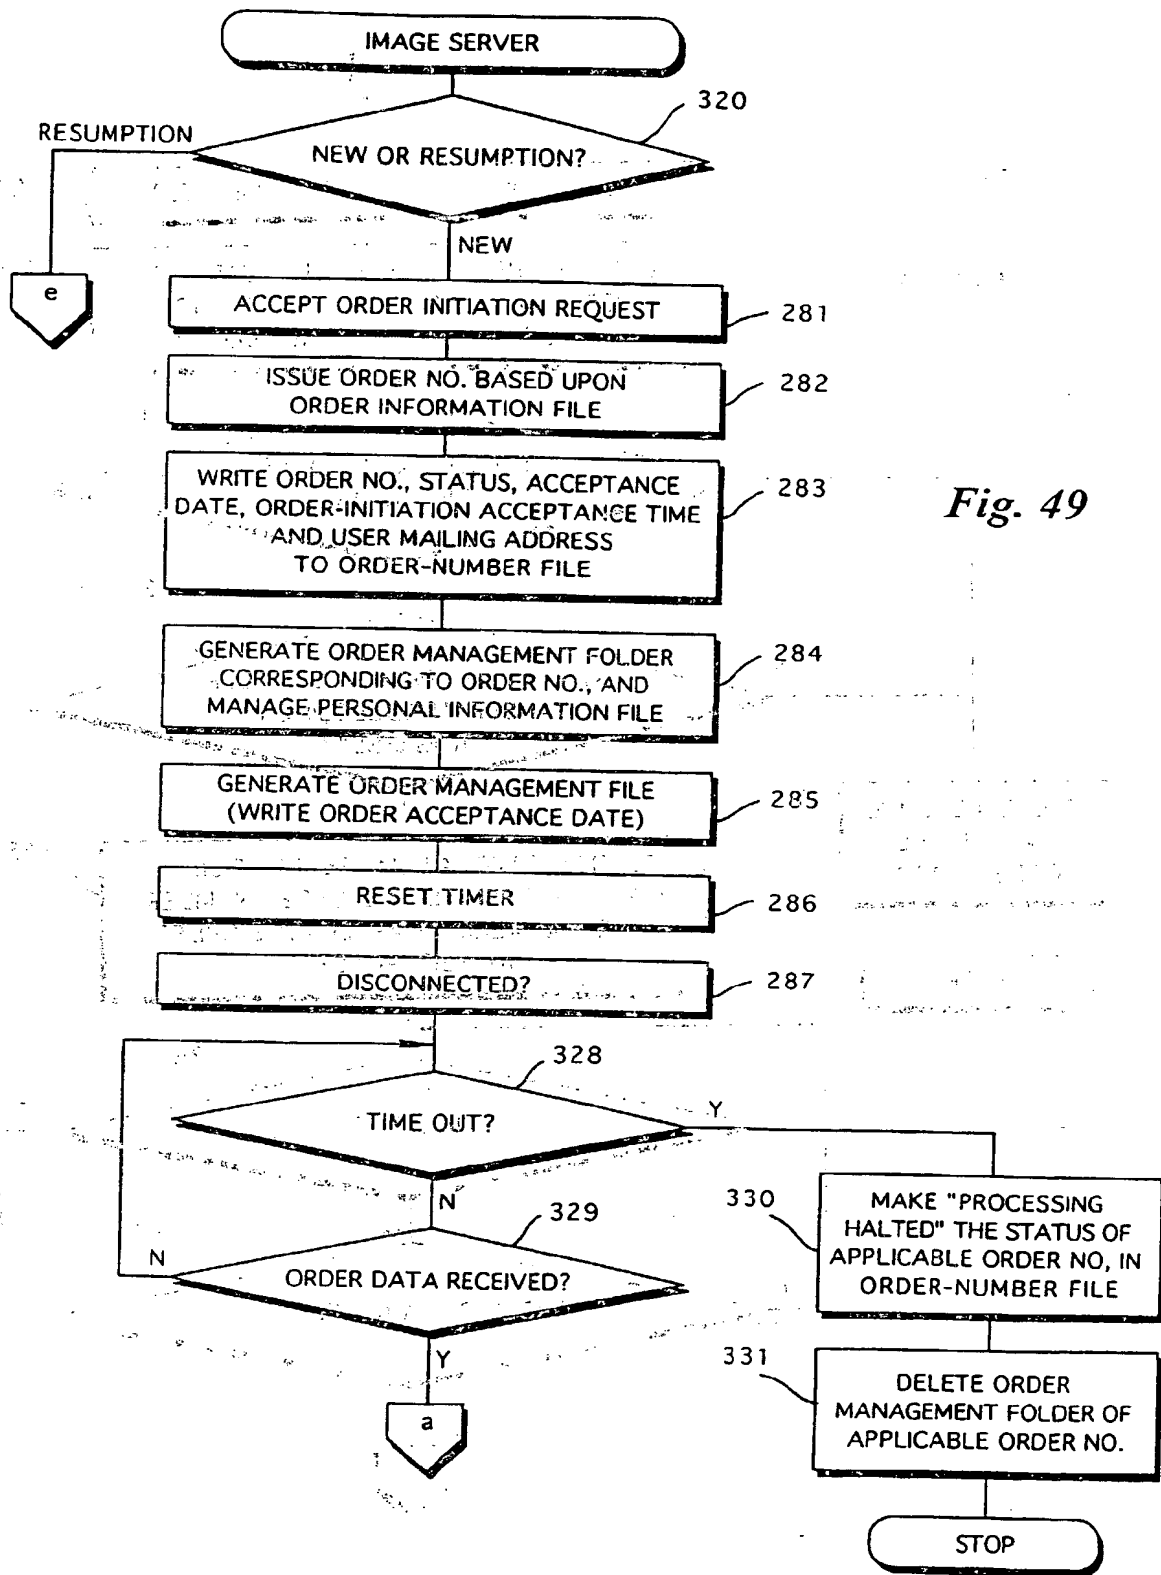 IMAGE SERVER
320
RESUMPTION
NEW OR RESUMPTION?
NEW
e
ACCEPT ORDER INITIATION REQUEST
281
ISSUE ORDER NO. BASED UPON
ORDER INFORMATION FILE
282
WRITE ORDER NO., STATUS, ACCEPTANCE
DATE, ORDER-INITIATION ACCEPTANCE TIME
AND USER MAILING ADDRESS
TO ORDER-NUMBER FILE
283
Fig. 49
GENERATE ORDER MANAGEMENT FOLDER
CORRESPONDING TO ORDER NO., AND
MANAGE PERSONAL INFORMATION FILE
284
GENERATE ORDER MANAGEMENT FILE
(WRITE ORDER ACCEPTANCE DATE)
285
RESET TIMER
286
DISCONNECTED?
287
328
TIME OUT?
Y
N
329
N
ORDER DATA RECEIVED?
Y
a
330
MAKE "PROCESSING
HALTED" THE STATUS OF
APPLICABLE ORDER NO, IN
ORDER-NUMBER FILE
331
DELETE ORDER
MANAGEMENT FOLDER OF
APPLICABLE ORDER NO.
STOP